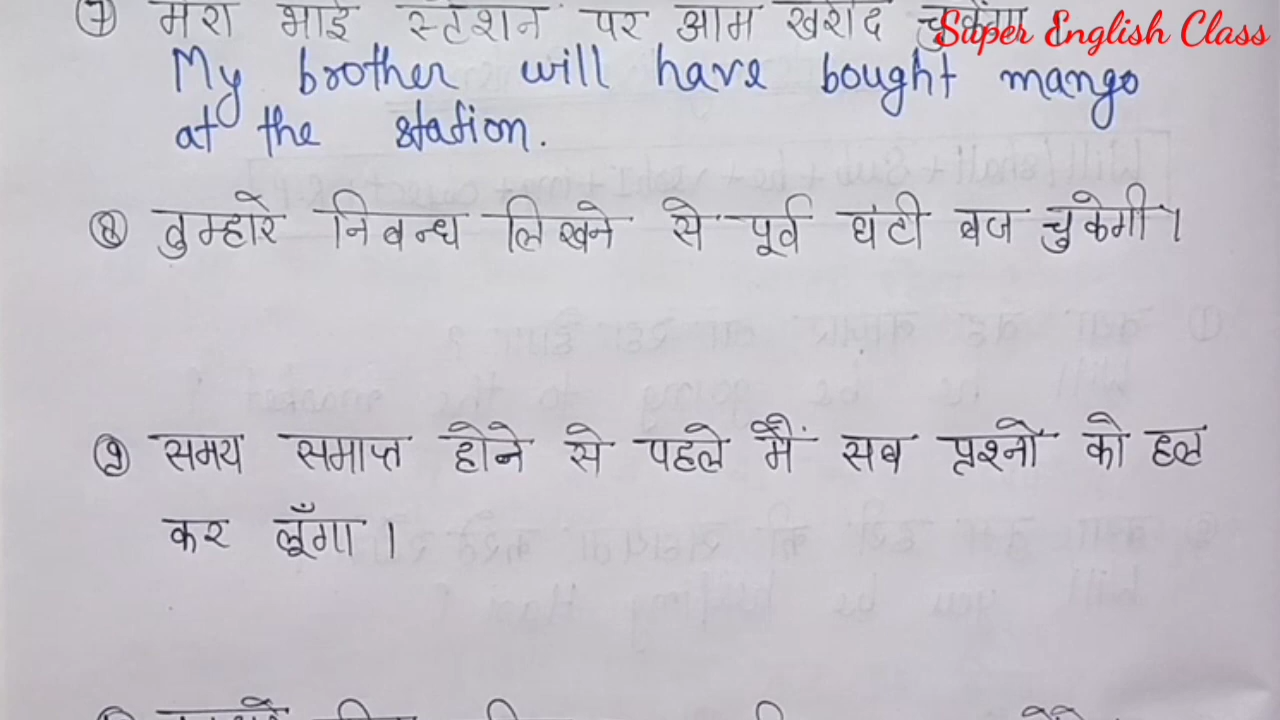 ⑦ मेरा भाई स्टेशन पर आम खरीद चुकेगा।
Super English Class
My brother will have bought mango
at the station.
⑧ तुम्हारे निबन्ध लिखने से पूर्व घंटी बज चुकेगी।
⑨ समय समाप्त होने से पहले मैं सब प्रश्नों को हल
कर लूँगा।